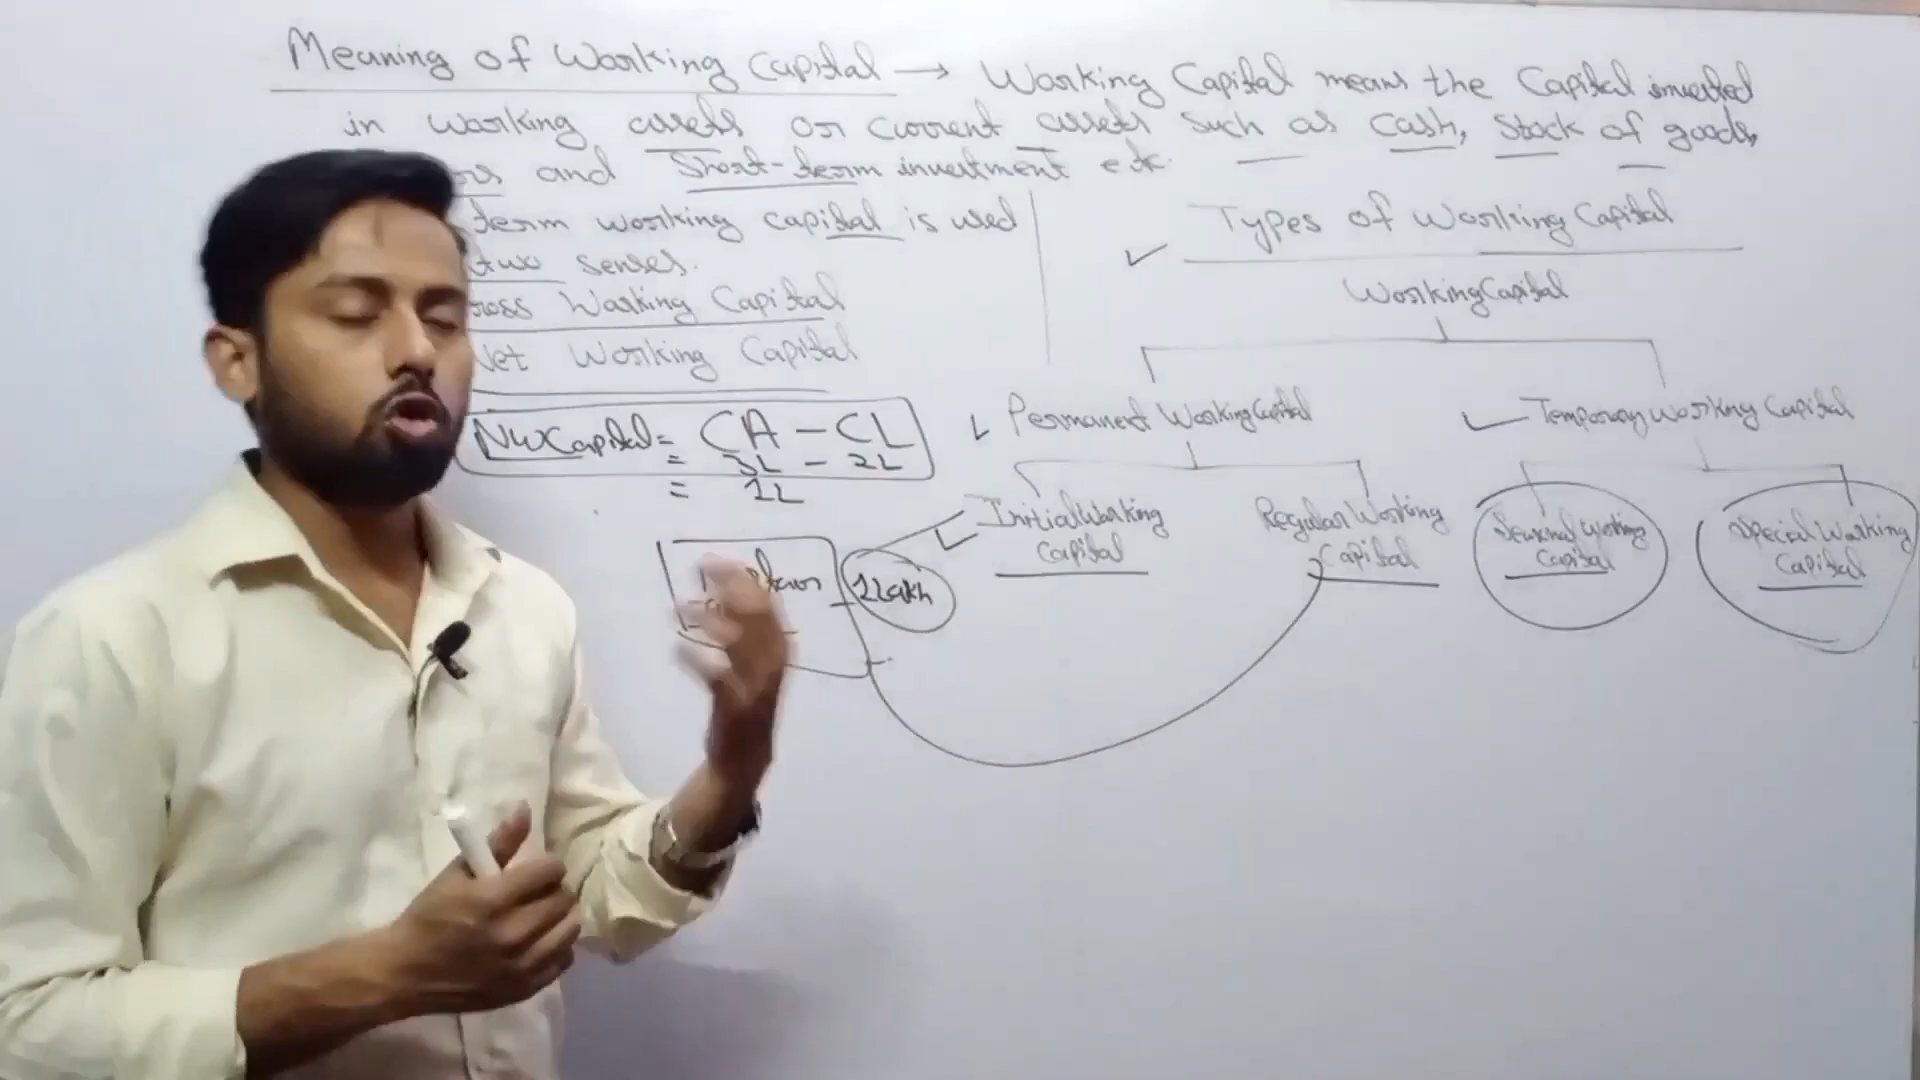 Meaning of Working Capital → Working Capital means the Capital invested
in working assets or current assets such as cash, stock of goods,
and short-term investment etc.
term working capital is used
two senses.
Working Capital
Net Working Capital
NWCapital = CA - CL
= 3L - 2L
= 1L
1Lakh
Types of Working Capital
Working Capital
Permanent Working Capital
Temporary Working Capital
Initial Working Capital
Regular Working Capital
Seasonal Working Capital
Special Working Capital